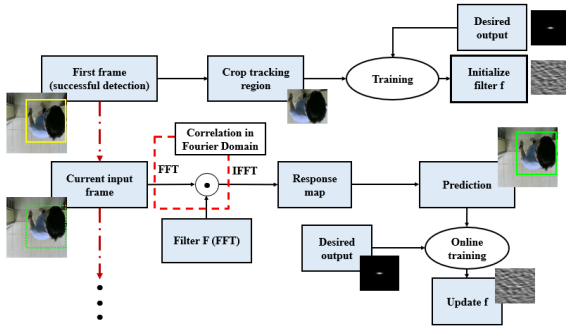 Desired
output
First frame
(successful detection)
Crop tracking
region
Training
Initialize
filter f
Correlation in
Fourier Domain
Current input
frame
FFT
IFFT
Response
map
Prediction
Filter F (FFT)
Desired
output
Online
training
Update f